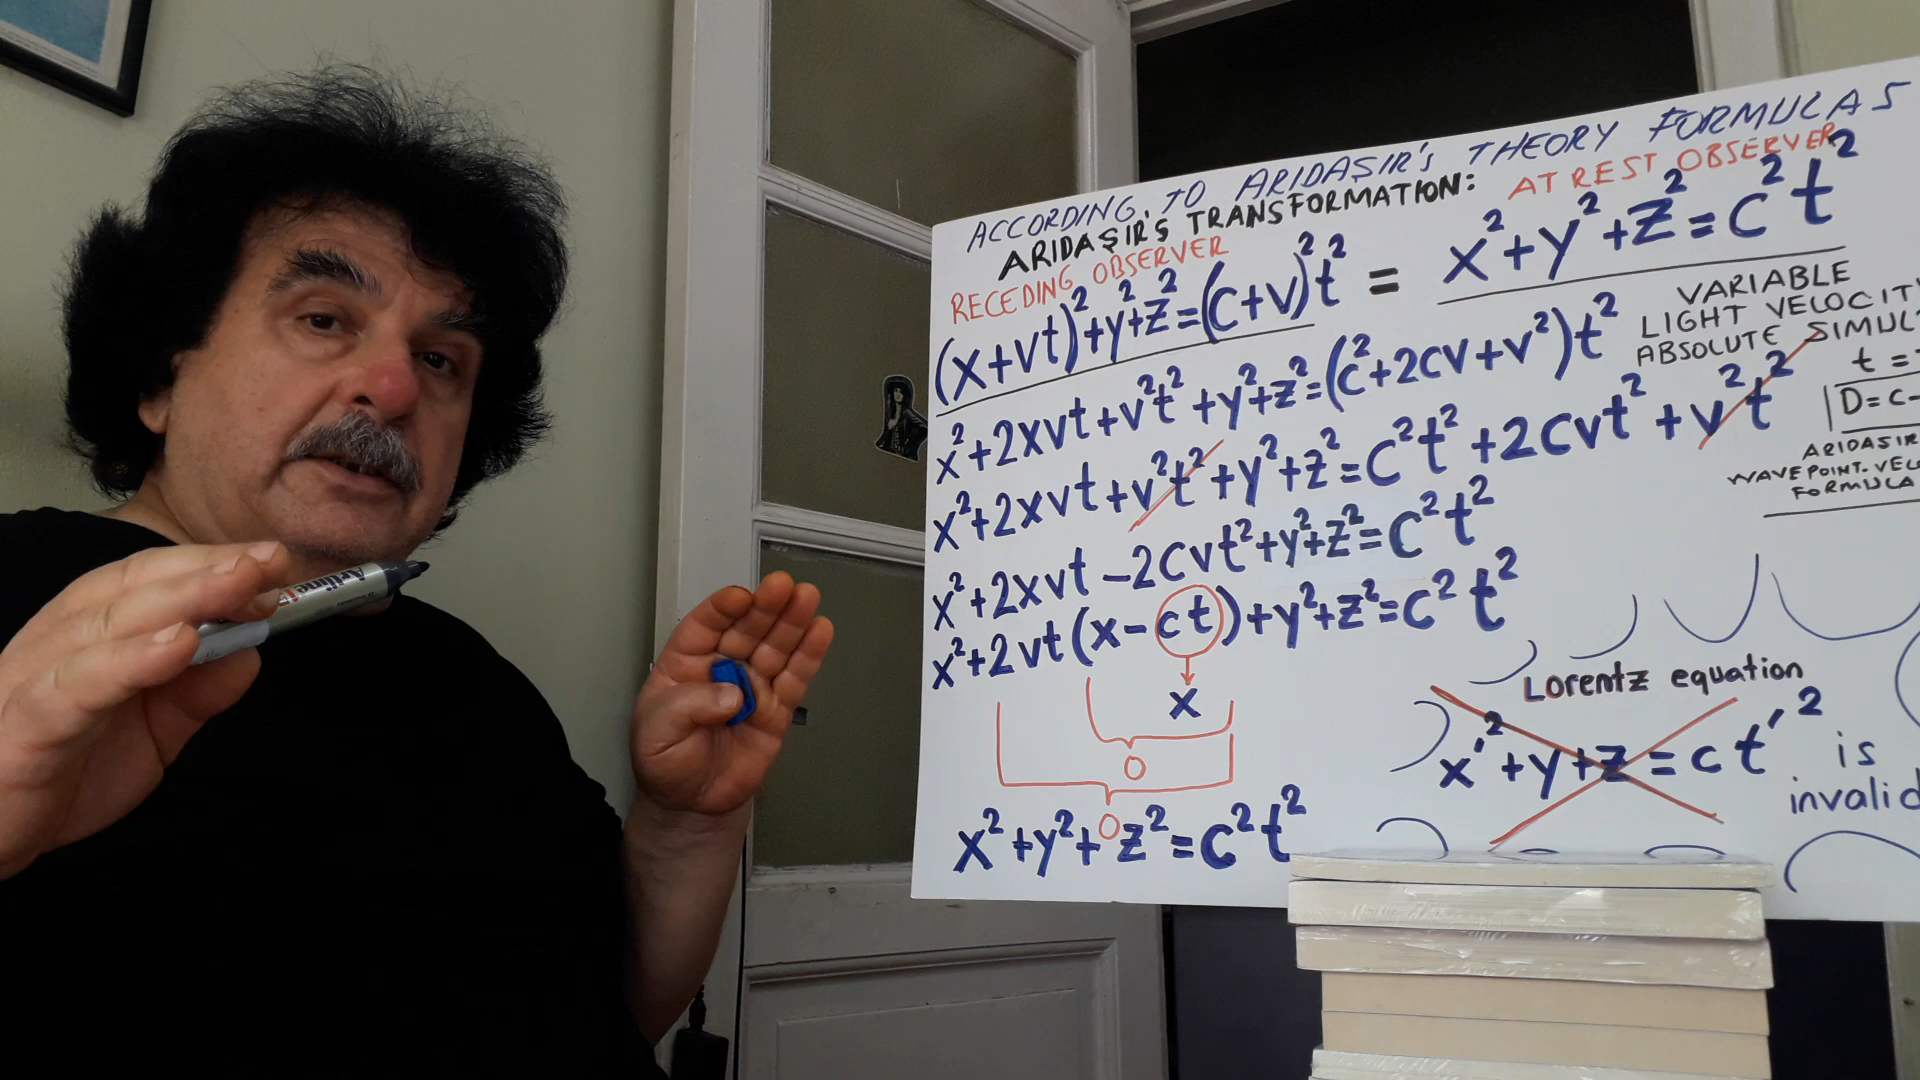 ACCORDING TO ARIDAŞIR'S THEORY FORMULAS
ARIDAŞIR'S TRANSFORMATION:
AT REST OBSERVER
RECEDING OBSERVER
(x+vt)²+y²+z²=(c+v)²t² = x²+y²+z²=c²t²
VARIABLE
LIGHT VELOCITY
ABSOLUTE SIMUL
x²+2xvt+v²t²+y²+z²=(c²+2cv+v²)t²
t =
D=c-
x²+2xvt+v²t²+y²+z²=c²t²+2cvt²+v²t²
ARIDASIR
WAVE POINT-VEL
FORMULA
x²+2xvt-2cvt²+y²+z²=c²t²
x²+2vt(x-ct)+y²+z²=c²t²
x
0
0
x²+y²+z²=c²t²
Lorentz equation
x'²+y+z=ct'² is
invalid
Artline